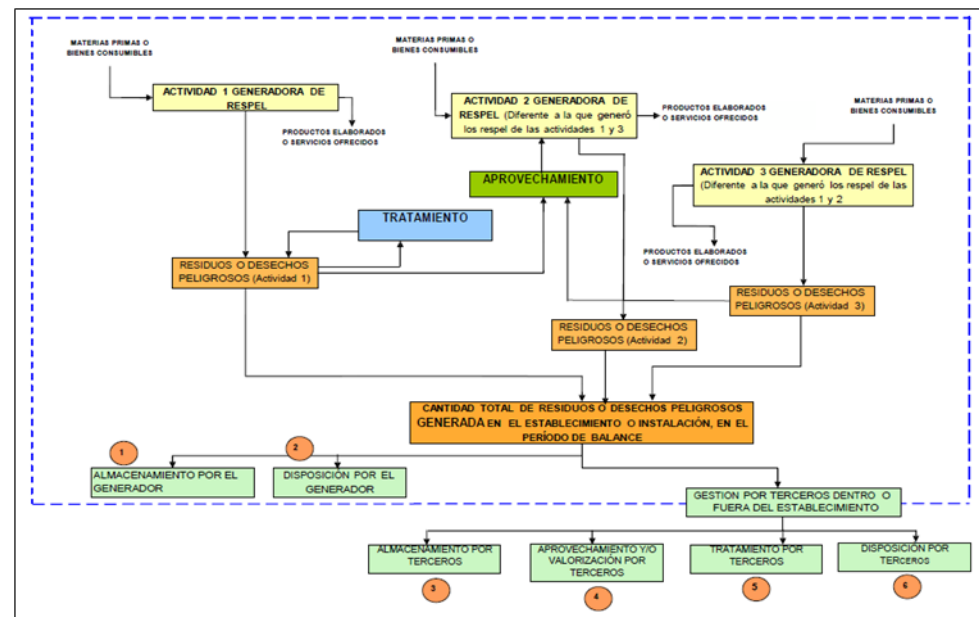 MATERIAS PRIMAS O
BIENES CONSUMIBLES
MATERIAS PRIMAS O
BIENES CONSUMIBLES
ACTIVIDAD 1 GENERADORA DE
RESPEL
ACTIVIDAD 2 GENERADORA DE
RESPEL (Diferente a la que generó
los respel de las actividades 1 y 3
PRODUCTOS ELABORADOS
O SERVICIOS OFRECIDOS
MATERIAS PRIMAS O
BIENES CONSUMIBLES
PRODUCTOS ELABORADOS
O SERVICIOS OFRECIDOS
APROVECHAMIENTO
ACTIVIDAD 3 GENERADORA DE RESPEL
(Diferente a la que generó los respel de las
actividades 1 y 2
TRATAMIENTO
PRODUCTOS ELABORADOS
O SERVICIOS OFRECIDOS
RESIDUOS O DESECHOS
PELIGROSOS (Actividad 1)
RESIDUOS O DESECHOS
PELIGROSOS (Actividad 3)
RESIDUOS O DESECHOS
PELIGROSOS (Actividad 2)
CANTIDAD TOTAL DE RESIDUOS O DESECHOS PELIGROSOS
GENERADA EN EL ESTABLECIMIENTO O INSTALACIÓN, EN EL
PERÍODO DE BALANCE
1
2
ALMACENAMIENTO POR EL
GENERADOR
DISPOSICIÓN POR EL
GENERADOR
GESTION POR TERCEROS DENTRO O
FUERA DEL ESTABLECIMIENTO
ALMACENAMIENTO POR
TERCEROS
APROVECHAMIENTO Y/O
VALORIZACIÓN POR
TERCEROS
TRATAMIENTO POR
TERCEROS
DISPOSICIÓN POR
TERCEROS
3
4
5
6